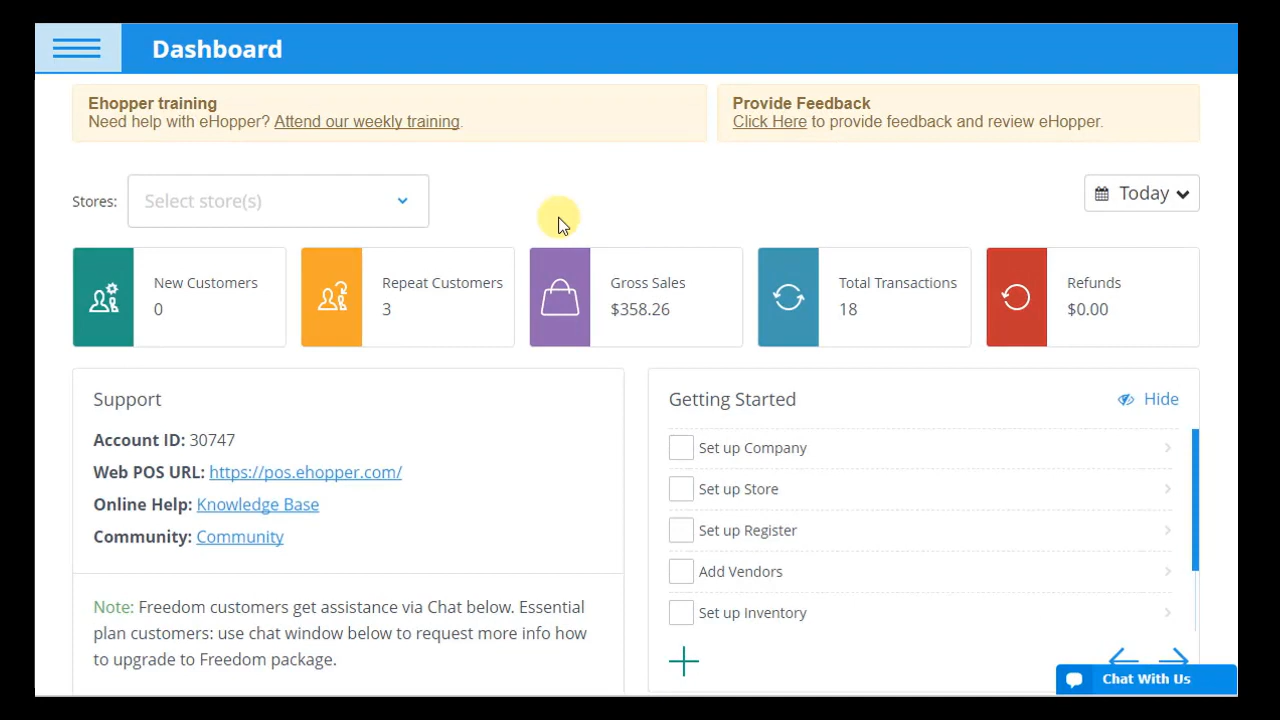 Dashboard
Ehopper training
Need help with eHopper? Attend our weekly training.
Provide Feedback
Click Here to provide feedback and review eHopper.
Stores: Select store(s)
Today
New Customers
0
Repeat Customers
3
Gross Sales
$358.26
Total Transactions
18
Refunds
$0.00
Support
Account ID: 30747
Web POS URL: https://pos.ehopper.com/
Online Help: Knowledge Base
Community: Community
Note: Freedom customers get assistance via Chat below. Essential
plan customers: use chat window below to request more info how
to upgrade to Freedom package.
Getting Started
Hide
Set up Company
Set up Store
Set up Register
Add Vendors
Set up Inventory
Chat With Us